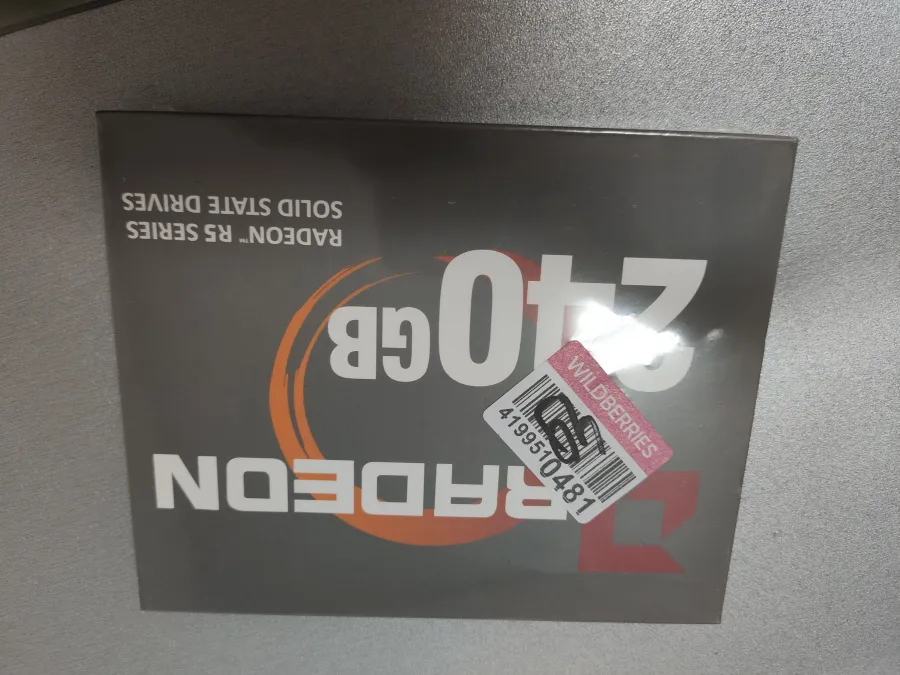 RADEON
240GB
RADEON™ R5 SERIES
SOLID STATE DRIVES
WILDBERRIES
4199510481